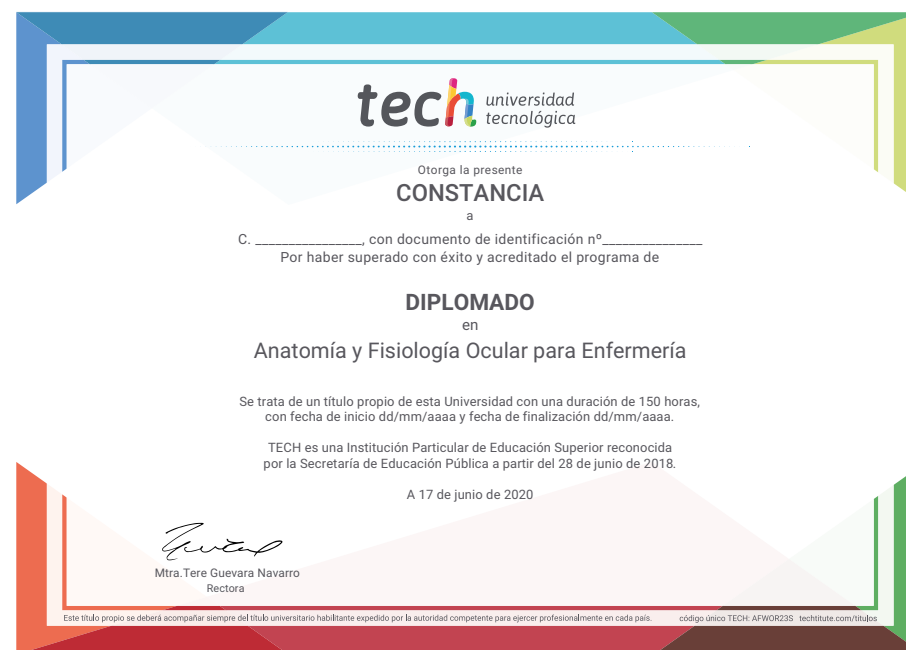 tech universidad
tecnológica
Otorga la presente
CONSTANCIA
a
C. ________________, con documento de identificación nº_______________
Por haber superado con éxito y acreditado el programa de
DIPLOMADO
en
Anatomía y Fisiología Ocular para Enfermería
Se trata de un título propio de esta Universidad con una duración de 150 horas,
con fecha de inicio dd/mm/aaaa y fecha de finalización dd/mm/aaaa.
TECH es una Institución Particular de Educación Superior reconocida
por la Secretaría de Educación Pública a partir del 28 de junio de 2018.
A 17 de junio de 2020
Mtra.Tere Guevara Navarro
Rectora
Este título propio se deberá acompañar siempre del título universitario habilitante expedido por la autoridad competente para ejercer profesionalmente en cada país. código único TECH: AFWOR23S techtitute.com/titulos